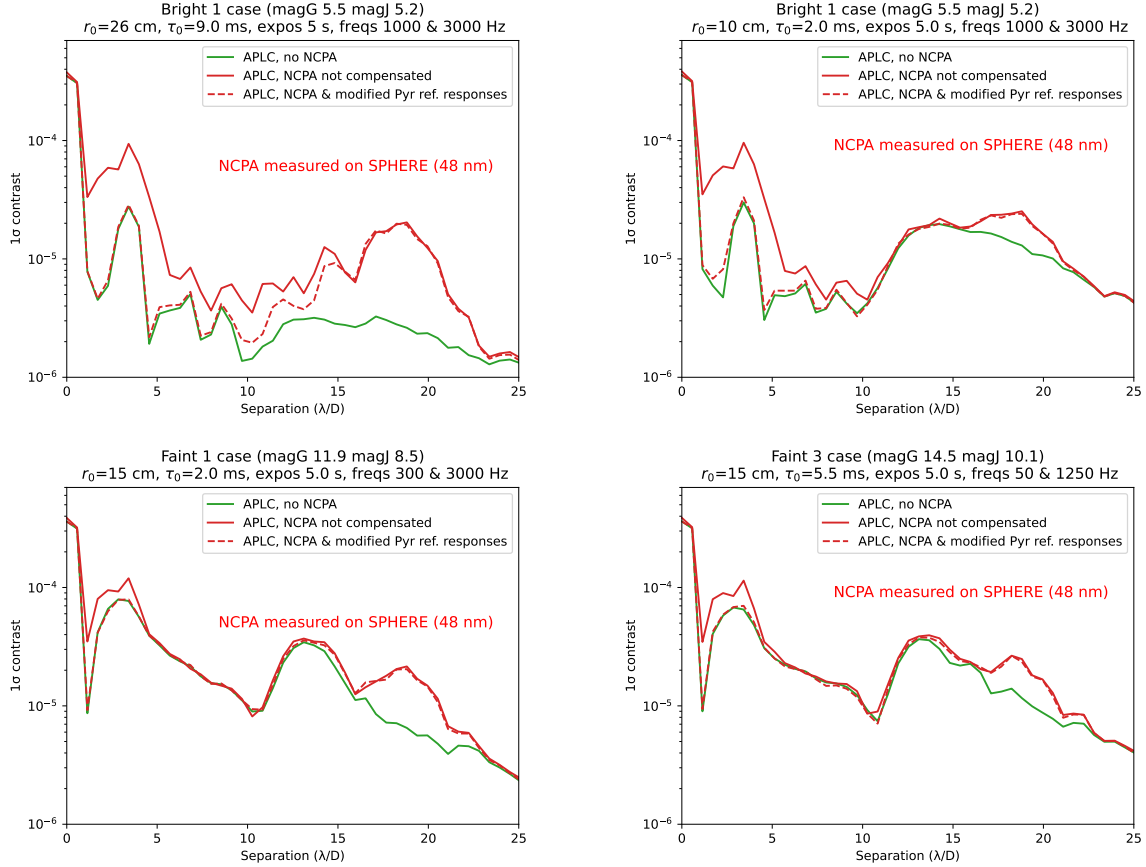 Bright 1 case (magG 5.5 magJ 5.2)
r₀=26 cm, τ₀=9.0 ms, expos 5 s, freqs 1000 & 3000 Hz
APLC, no NCPA
APLC, NCPA not compensated
APLC, NCPA & modified Pyr ref. responses
NCPA measured on SPHERE (48 nm)
1σ contrast
10⁻⁴
10⁻⁵
10⁻⁶
0 5 10 15 20 25
Separation (λ/D)
Bright 1 case (magG 5.5 magJ 5.2)
r₀=10 cm, τ₀=2.0 ms, expos 5.0 s, freqs 1000 & 3000 Hz
APLC, no NCPA
APLC, NCPA not compensated
APLC, NCPA & modified Pyr ref. responses
NCPA measured on SPHERE (48 nm)
1σ contrast
10⁻⁴
10⁻⁵
10⁻⁶
0 5 10 15 20 25
Separation (λ/D)
Faint 1 case (magG 11.9 magJ 8.5)
r₀=15 cm, τ₀=2.0 ms, expos 5.0 s, freqs 300 & 3000 Hz
APLC, no NCPA
APLC, NCPA not compensated
APLC, NCPA & modified Pyr ref. responses
NCPA measured on SPHERE (48 nm)
1σ contrast
10⁻⁴
10⁻⁵
10⁻⁶
0 5 10 15 20 25
Separation (λ/D)
Faint 3 case (magG 14.5 magJ 10.1)
r₀=15 cm, τ₀=5.5 ms, expos 5.0 s, freqs 50 & 1250 Hz
APLC, no NCPA
APLC, NCPA not compensated
APLC, NCPA & modified Pyr ref. responses
NCPA measured on SPHERE (48 nm)
1σ contrast
10⁻⁴
10⁻⁵
10⁻⁶
0 5 10 15 20 25
Separation (λ/D)